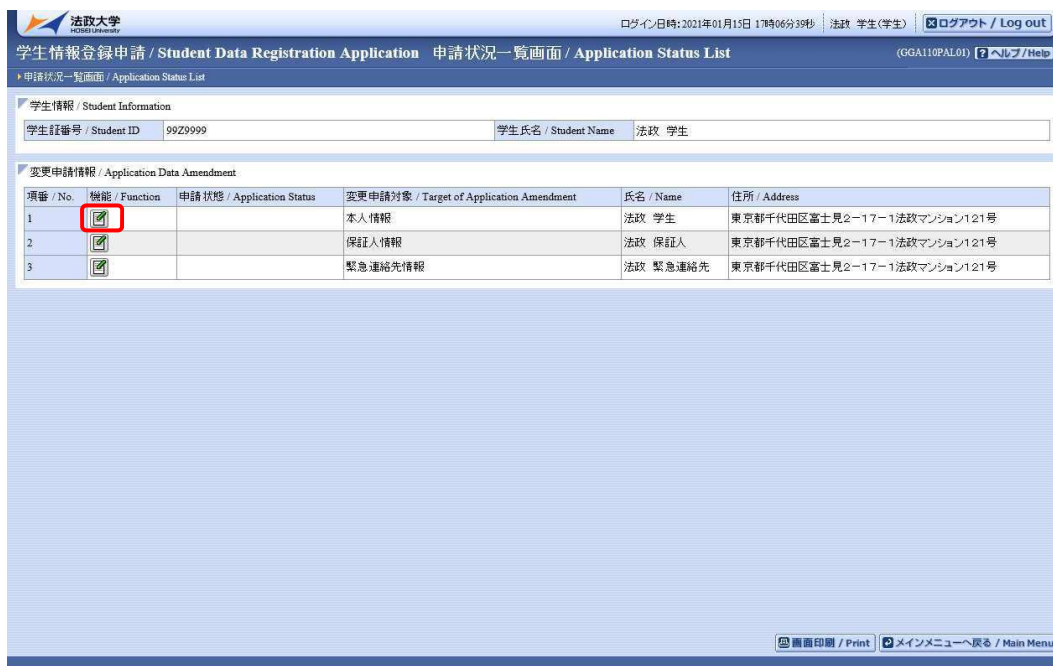 法政大学
HOSEI University
ログイン日時:2021年01月15日 17時06分39秒 法政 学生(学生) ログアウト / Log out
学生情報登録申請 / Student Data Registration Application 申請状況一覧画面 / Application Status List (GGA110PAL01) ヘルプ/Help
申請状況一覧画面 / Application Status List
学生情報 / Student Information
学生証番号 / Student ID 99Z9999 学生氏名 / Student Name 法政 学生
変更申請情報 / Application Data Amendment
項番 / No. 機能 / Function 申請状態 / Application Status 変更申請対象 / Target of Application Amendment 氏名 / Name 住所 / Address
1 本人情報 法政 学生 東京都千代田区富士見2-17-1法政マンション121号
2 保証人情報 法政 保証人 東京都千代田区富士見2-17-1法政マンション121号
3 緊急連絡先情報 法政 緊急連絡先 東京都千代田区富士見2-17-1法政マンション121号
画面印刷 / Print メインメニューへ戻る / Main Menu